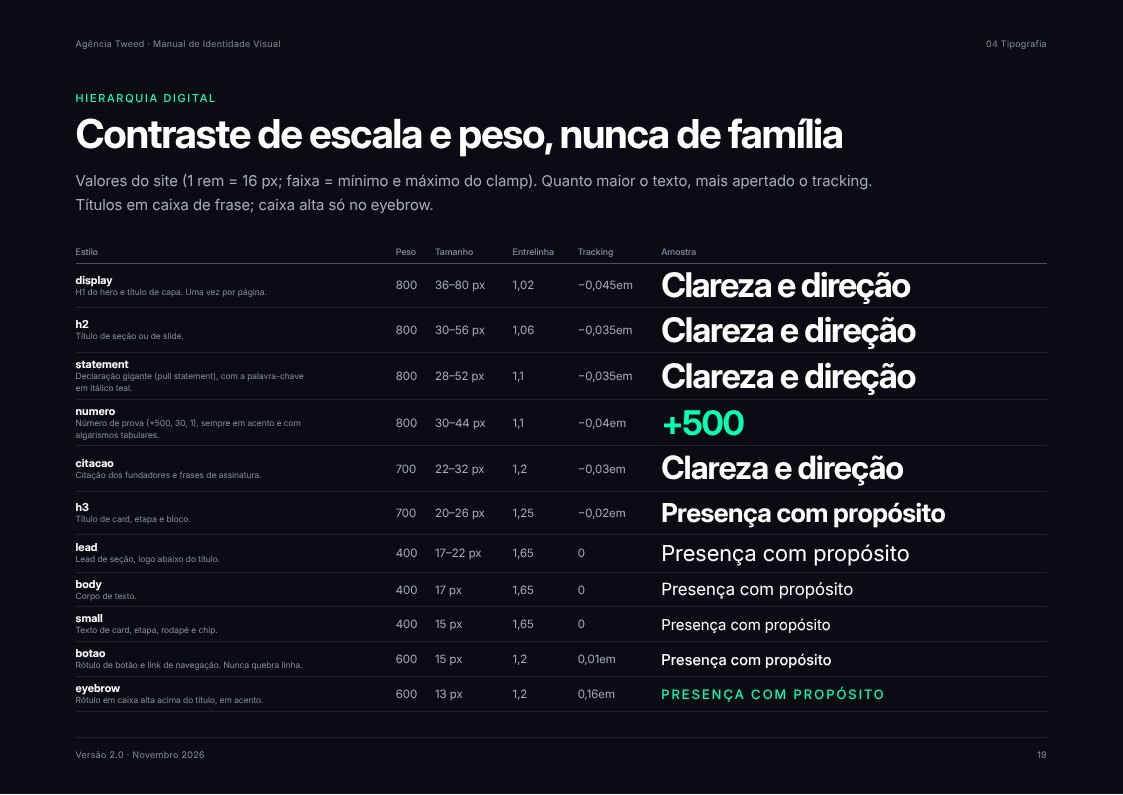 Agência Tweed · Manual de Identidade Visual
04 Tipografia
HIERARQUIA DIGITAL
Contraste de escala e peso, nunca de família
Valores do site (1 rem = 16 px; faixa = mínimo e máximo do clamp). Quanto maior o texto, mais apertado o tracking.
Títulos em caixa de frase; caixa alta só no eyebrow.
Estilo Peso Tamanho Entrelinha Tracking Amostra
display
H1 do hero e título de capa. Uma vez por página.
800 36–80 px 1,02 −0,045em Clareza e direção
h2
Título de seção ou de slide.
800 30–56 px 1,06 −0,035em Clareza e direção
statement
Declaração gigante (pull statement), com a palavra-chave
em itálico teal.
800 28–52 px 1,1 −0,035em Clareza e direção
numero
Número de prova (+500, 30, 1), sempre em acento e com
algarismos tabulares.
800 30–44 px 1,1 −0,04em +500
citacao
Citação dos fundadores e frases de assinatura.
700 22–32 px 1,2 −0,03em Clareza e direção
h3
Título de card, etapa e bloco.
700 20–26 px 1,25 −0,02em Presença com propósito
lead
Lead de seção, logo abaixo do título.
400 17–22 px 1,65 0 Presença com propósito
body
Corpo de texto.
400 17 px 1,65 0 Presença com propósito
small
Texto de card, etapa, rodapé e chip.
400 15 px 1,65 0 Presença com propósito
botao
Rótulo de botão e link de navegação. Nunca quebra linha.
600 15 px 1,2 0,01em Presença com propósito
eyebrow
Rótulo em caixa alta acima do título, em acento.
600 13 px 1,2 0,16em PRESENÇA COM PROPÓSITO
Versão 2.0 · Novembro 2026
19